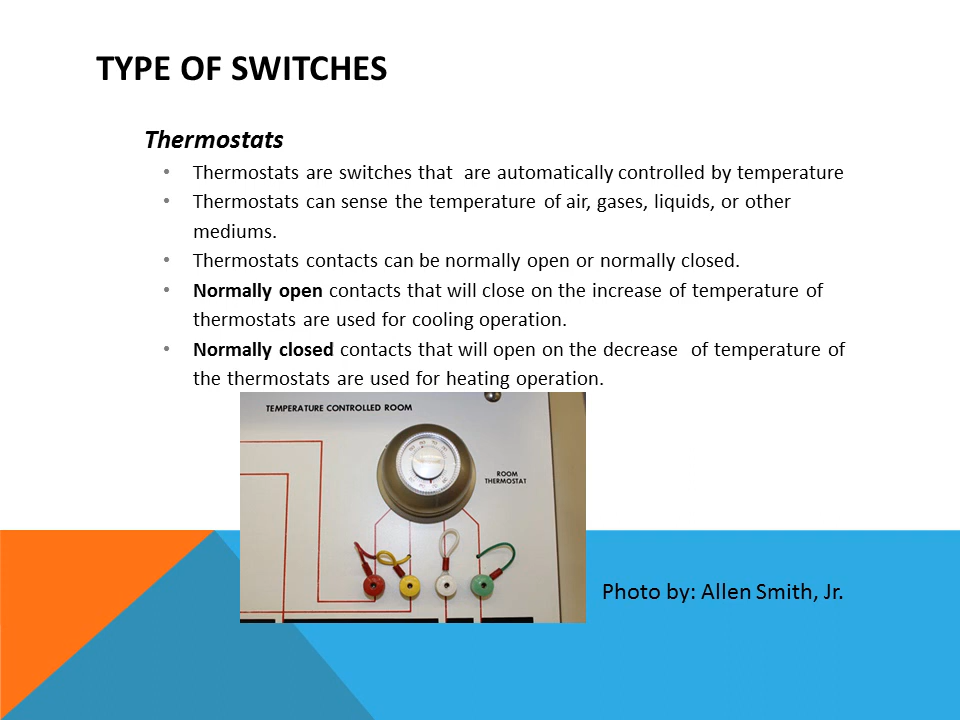 TYPE OF SWITCHES
Thermostats
• Thermostats are switches that  are automatically controlled by temperature
• Thermostats can sense the temperature of air, gases, liquids, or other
mediums.
• Thermostats contacts can be normally open or normally closed.
• Normally open contacts that will close on the increase of temperature of
thermostats are used for cooling operation.
• Normally closed contacts that will open on the decrease  of temperature of
the thermostats are used for heating operation.
TEMPERATURE CONTROLLED ROOM
ROOM
THERMOSTAT
Photo by: Allen Smith, Jr.